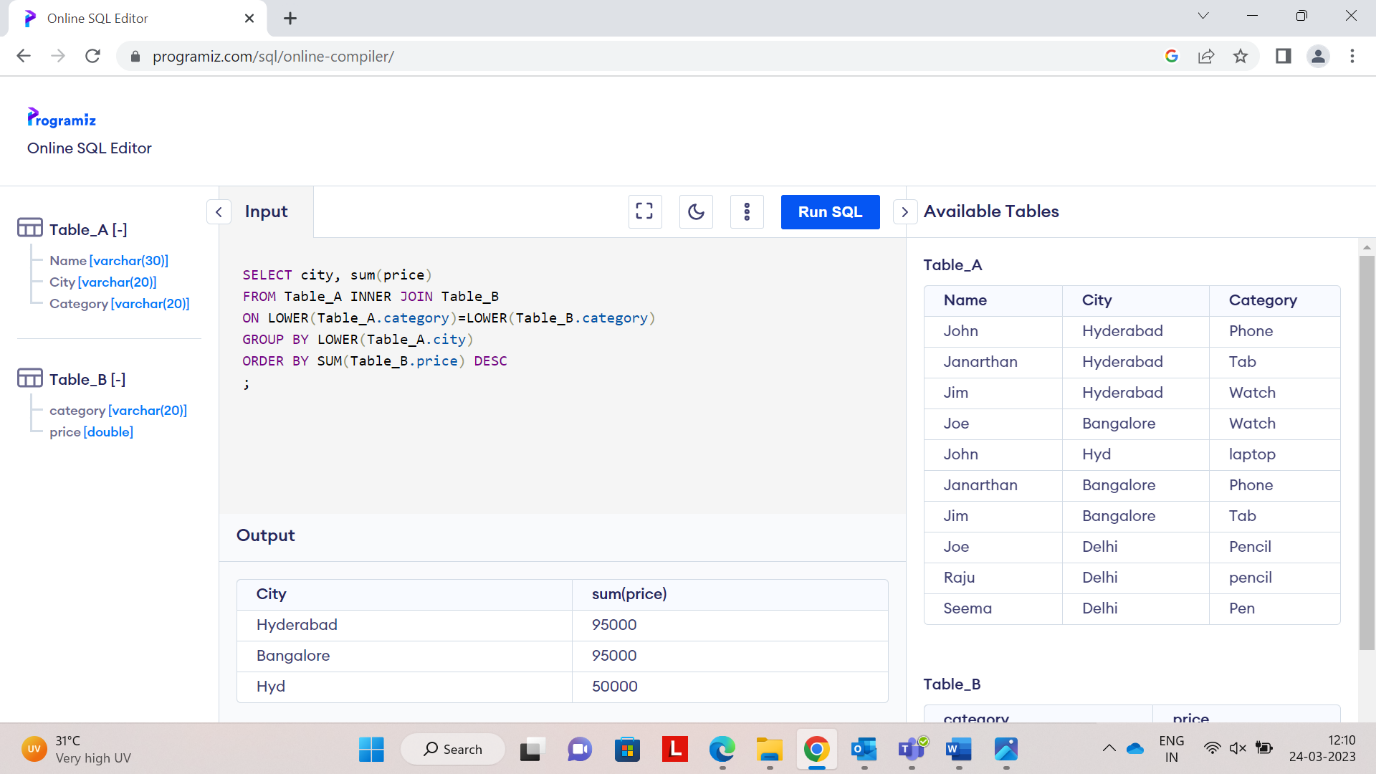 Online SQL Editor
programiz.com/sql/online-compiler/
Programiz
Online SQL Editor
Table_A [-]
Name [varchar(30)]
City [varchar(20)]
Category [varchar(20)]
Table_B [-]
category [varchar(20)]
price [double]
Input
Run SQL
SELECT city, sum(price)
FROM Table_A INNER JOIN Table_B
ON LOWER(Table_A.category)=LOWER(Table_B.category)
GROUP BY LOWER(Table_A.city)
ORDER BY SUM(Table_B.price) DESC
;
Output
City sum(price)
Hyderabad 95000
Bangalore 95000
Hyd 50000
Available Tables
Table_A
Name City Category
John Hyderabad Phone
Janarthan Hyderabad Tab
Jim Hyderabad Watch
Joe Bangalore Watch
John Hyd laptop
Janarthan Bangalore Phone
Jim Bangalore Tab
Joe Delhi Pencil
Raju Delhi pencil
Seema Delhi Pen
Table_B
category price
UV
31°C
Very high UV
Search
L
ENG
IN
12:10
24-03-2023